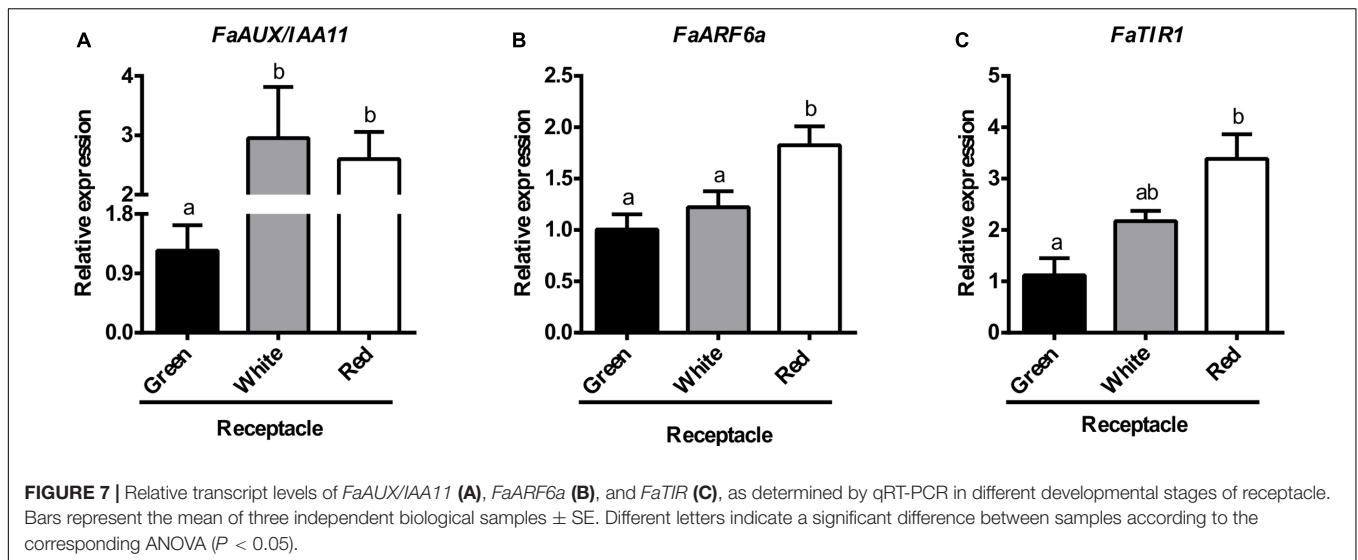 A FaAUX/IAA11
Relative expression
4
3
2
1.8
0.9
0.0
a
b
b
Green
White
Red
Receptacle
B FaARF6a
Relative expression
2.5
2.0
1.5
1.0
0.5
0.0
a
a
b
Green
White
Red
Receptacle
C FaTIR1
Relative expression
5
4
3
2
1
0
a
ab
b
Green
White
Red
Receptacle
FIGURE 7 | Relative transcript levels of FaAUX/IAA11 (A), FaARF6a (B), and FaTIR (C), as determined by qRT-PCR in different developmental stages of receptacle.
Bars represent the mean of three independent biological samples ± SE. Different letters indicate a significant difference between samples according to the
corresponding ANOVA (P < 0.05).